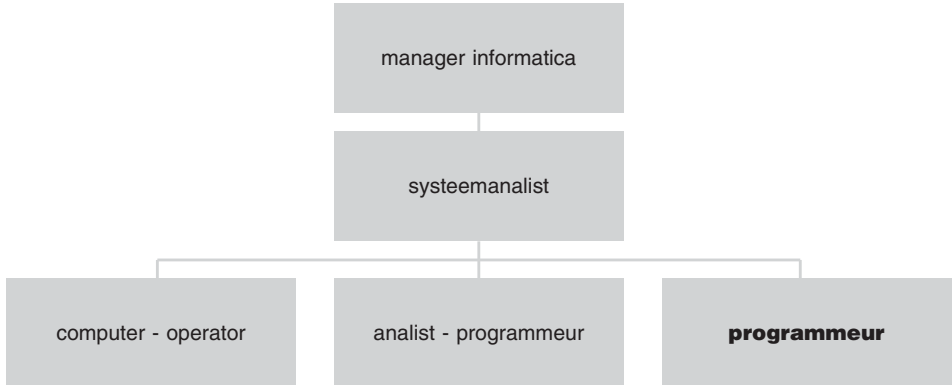 manager informatica
systeemanalist
computer - operator
analist - programmeur
programmeur